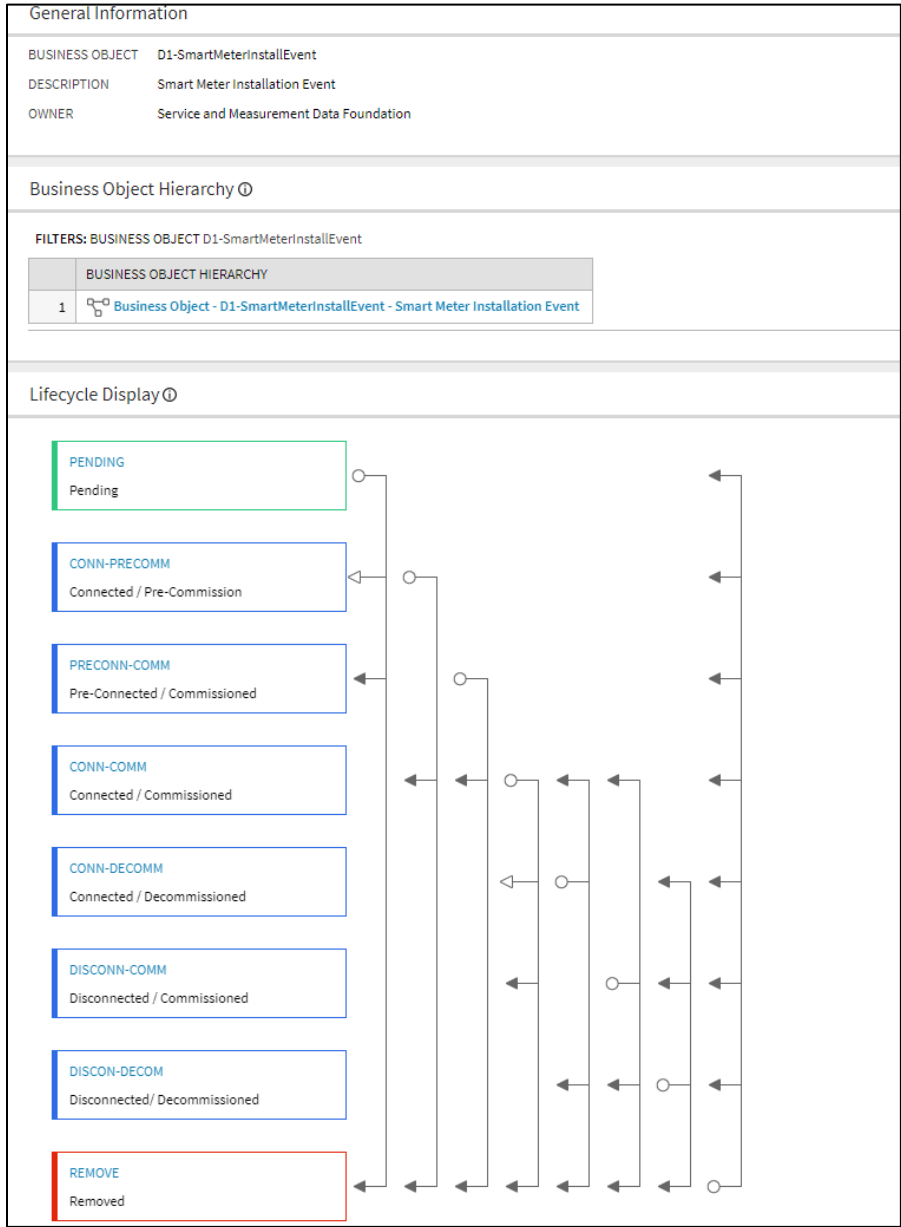 General Information
BUSINESS OBJECT D1-SmartMeterInstallEvent
DESCRIPTION Smart Meter Installation Event
OWNER Service and Measurement Data Foundation
Business Object Hierarchy
FILTERS: BUSINESS OBJECT D1-SmartMeterInstallEvent
BUSINESS OBJECT HIERARCHY
1 Business Object - D1-SmartMeterInstallEvent - Smart Meter Installation Event
Lifecycle Display
PENDING
Pending
CONN-PRECOMM
Connected / Pre-Commission
PRECONN-COMM
Pre-Connected / Commissioned
CONN-COMM
Connected / Commissioned
CONN-DECOMM
Connected / Decommissioned
DISCONN-COMM
Disconnected / Commissioned
DISCON-DECOM
Disconnected/ Decommissioned
REMOVE
Removed